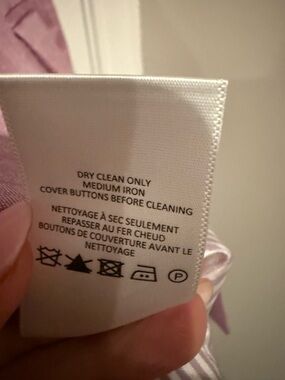 DRY CLEAN ONLY
MEDIUM IRON
COVER BUTTONS BEFORE CLEANING
NETTOYAGE À SEC SEULEMENT
REPASSER AU FER CHEUD
BOUTONS DE COUVERTURE AVANT LE
NETTOYAGE
P